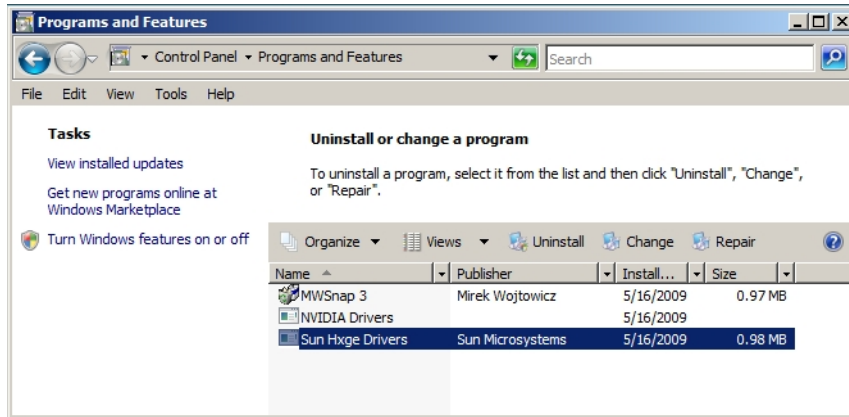 Programs and Features
Control Panel Programs and Features
Search
File Edit View Tools Help
Tasks
View installed updates
Get new programs online at
Windows Marketplace
Turn Windows features on or off
Uninstall or change a program
To uninstall a program, select it from the list and then click "Uninstall", "Change",
or "Repair".
Organize Views Uninstall Change Repair
Name Publisher Install... Size
MWSnap 3 Mirek Wojtowicz 5/16/2009 0.97 MB
NVIDIA Drivers 5/16/2009
Sun Hxge Drivers Sun Microsystems 5/16/2009 0.98 MB